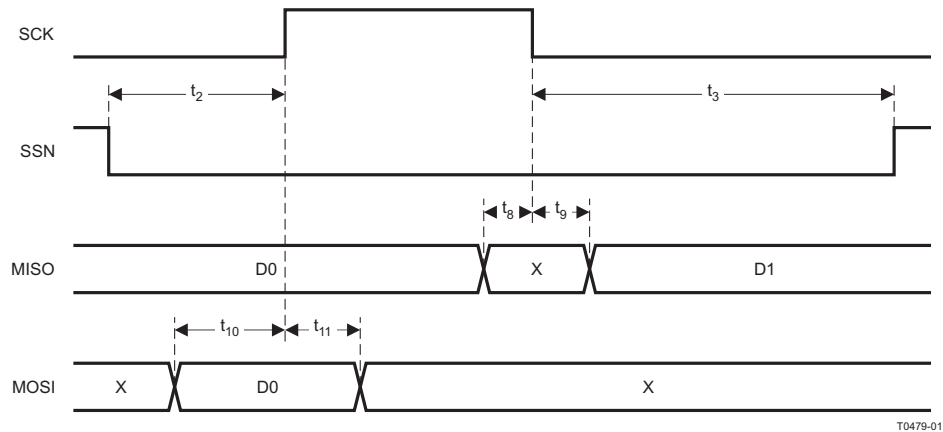 SCK
t2
t3
SSN
t8
t9
MISO
D0
X
D1
t10
t11
MOSI
X
D0
X
T0479-01